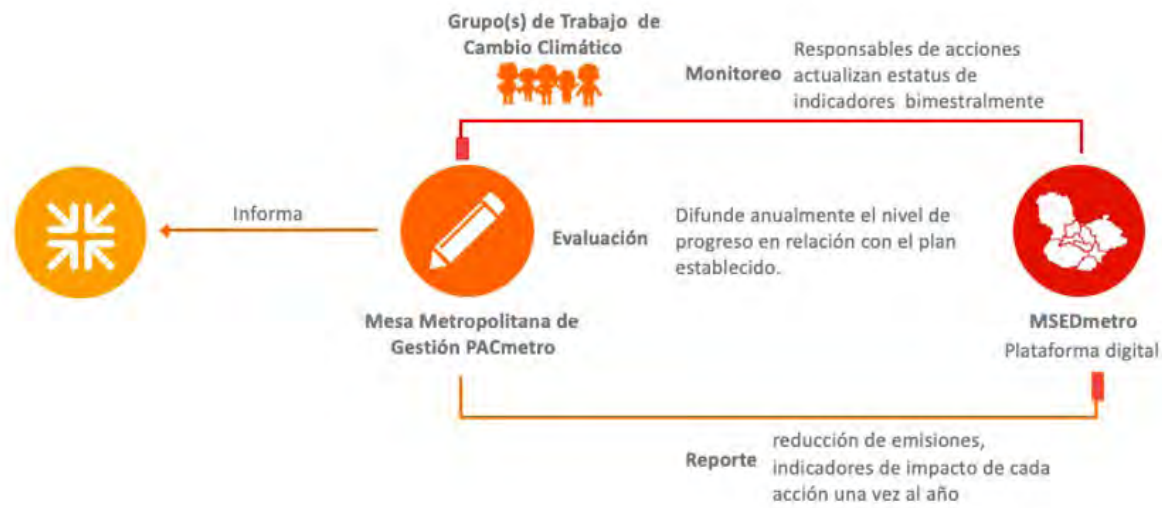 Grupo(s) de Trabajo de
Cambio Climático
Monitoreo
Responsables de acciones
actualizan estatus de
indicadores bimestralmente
Informa
Evaluación
Difunde anualmente el nivel de
progreso en relación con el plan
establecido.
Mesa Metropolitana de
Gestión PACmetro
MSEDmetro
Plataforma digital
Reporte
reducción de emisiones,
indicadores de impacto de cada
acción una vez al año